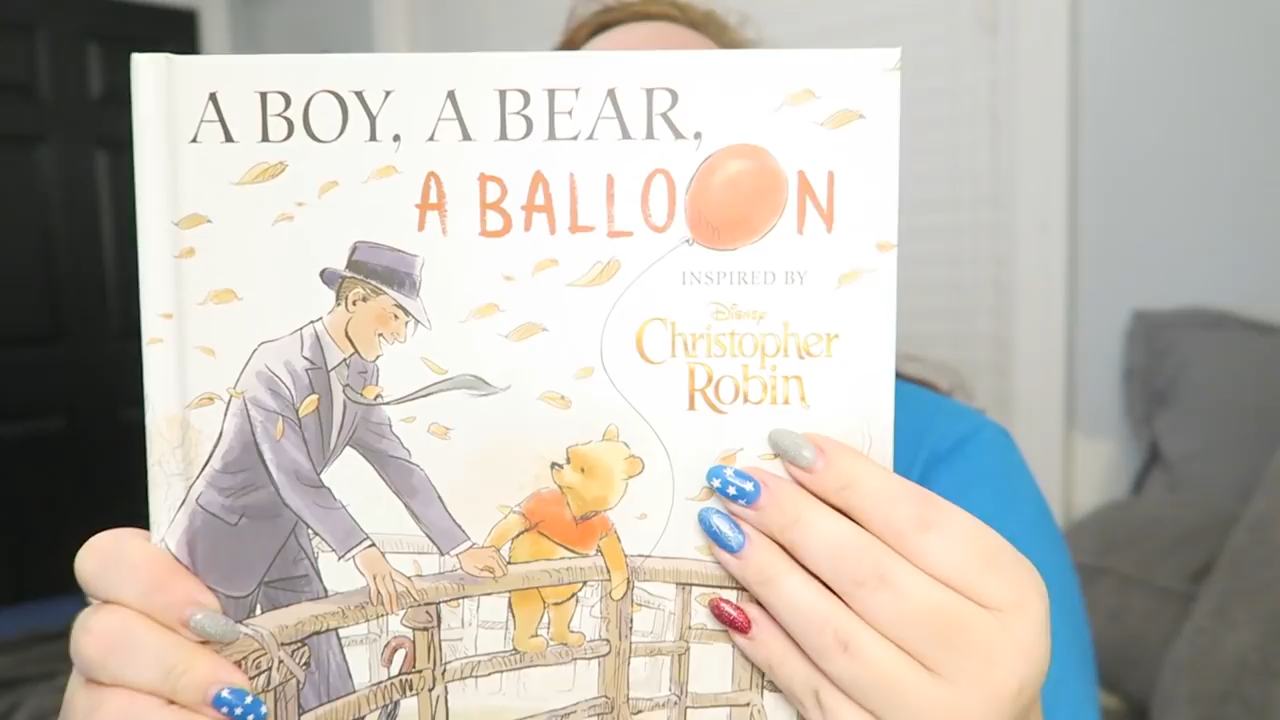 A BOY, A BEAR,
A BALLOON
INSPIRED BY
Disney
Christopher
Robin